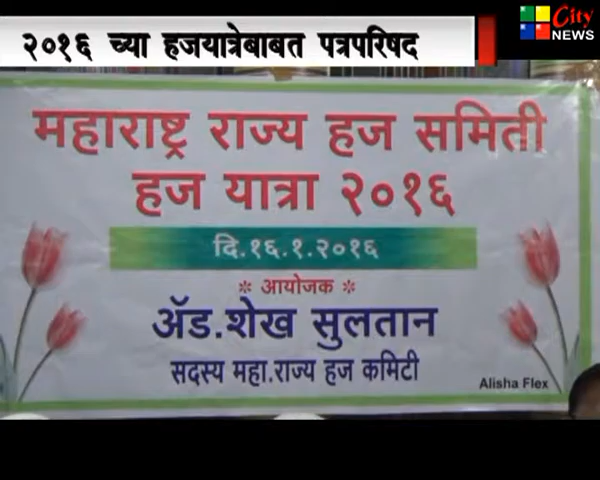 २०१६ च्या हजयात्रेबाबत पत्रपरिषद
City
NEWS
महाराष्ट्र राज्य हज समिती
हज यात्रा २०१६
दि.१६.१.२०१६
* आयोजक *
ॲड.शेख सुलतान
सदस्य महा.राज्य हज कमिटी
Alisha Flex